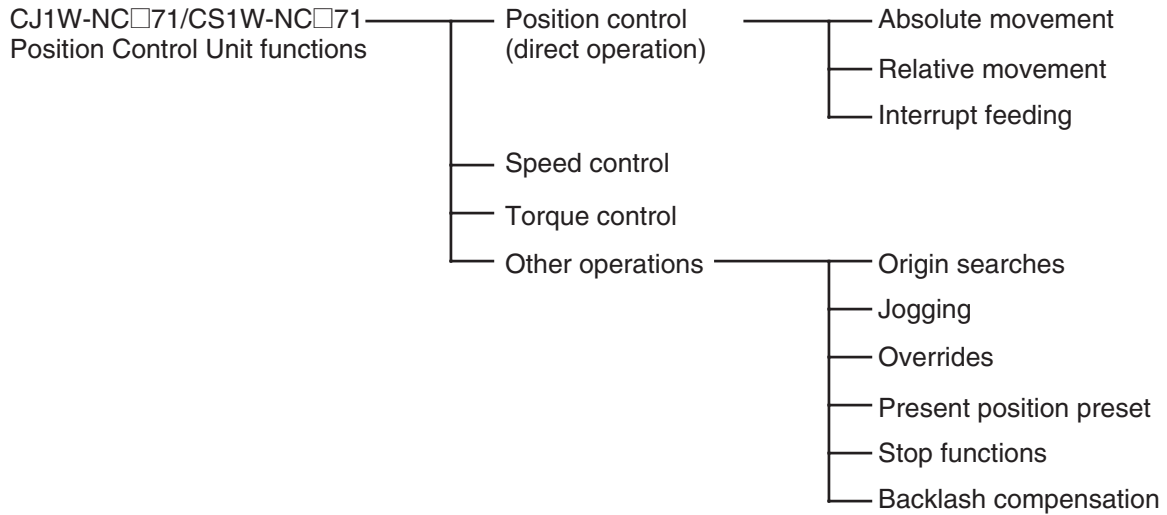 CJ1W-NC□71/CS1W-NC□71
Position Control Unit functions
Position control
(direct operation)
Absolute movement
Relative movement
Interrupt feeding
Speed control
Torque control
Other operations
Origin searches
Jogging
Overrides
Present position preset
Stop functions
Backlash compensation